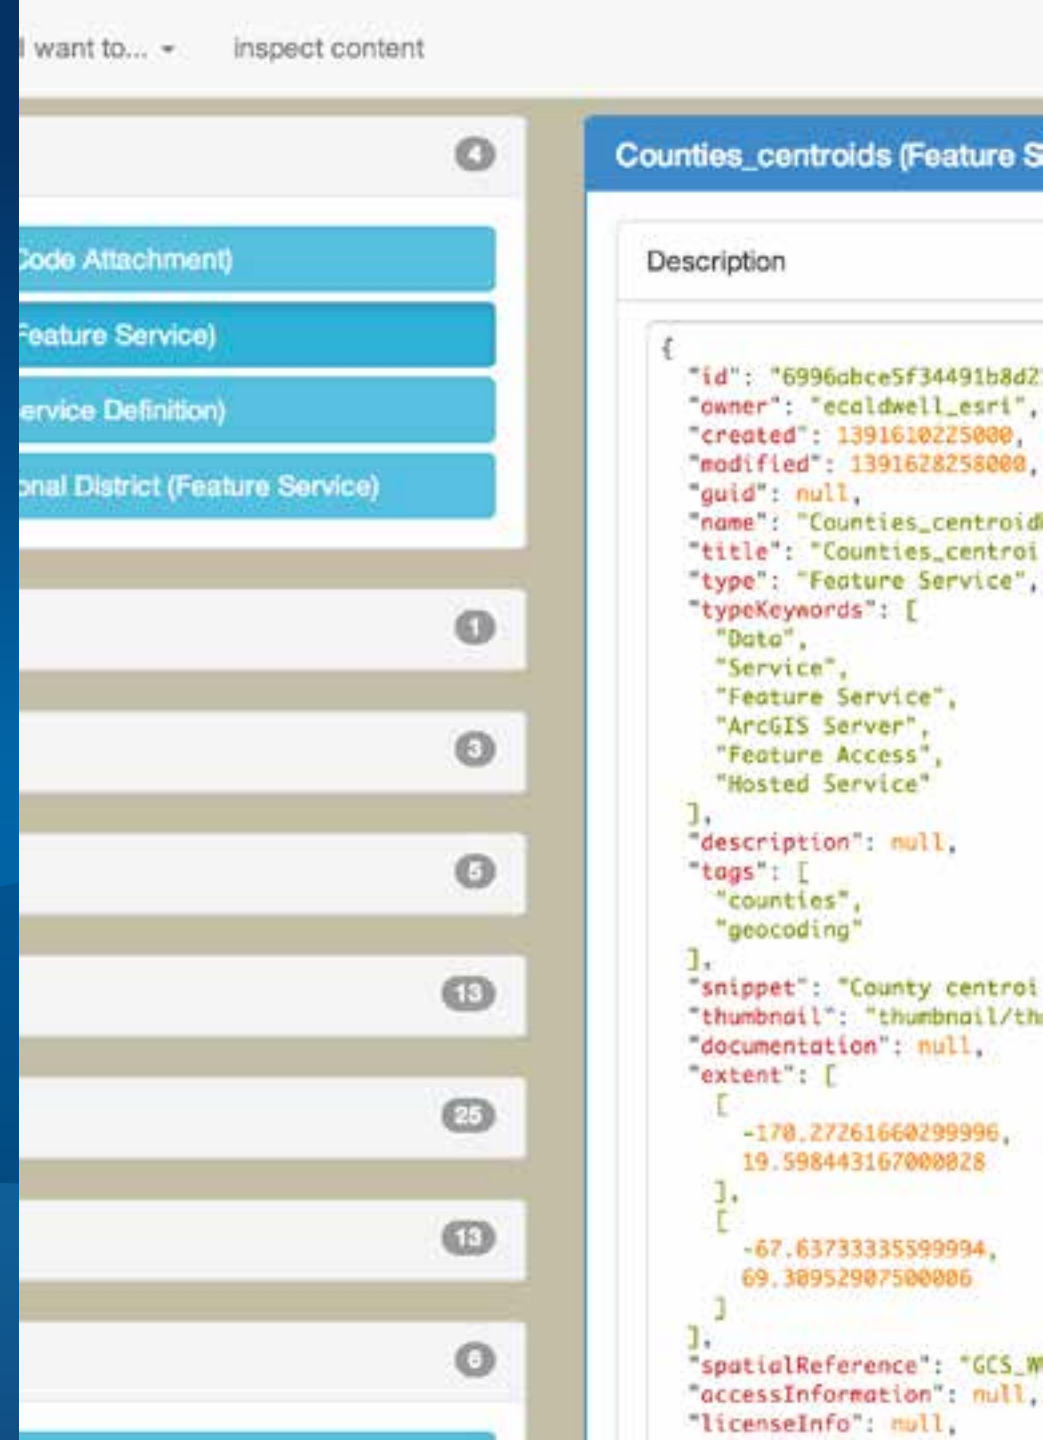 I want to... inspect content
4
Code Attachment)
Feature Service)
ervice Definition)
onal District (Feature Service)
1
3
5
13
25
13
6
Counties_centroids (Feature S
Description
{
"id": "6996abce5f34491b8d2
"owner": "ecaldwell_esri",
"created": 1391610225000,
"modified": 1391628258000,
"guid": null,
"name": "Counties_centroid
"title": "Counties_centroi
"type": "Feature Service",
"typeKeywords": [
"Data",
"Service",
"Feature Service",
"ArcGIS Server",
"Feature Access",
"Hosted Service"
],
"description": null,
"tags": [
"counties",
"geocoding"
],
"snippet": "County centroi
"thumbnail": "thumbnail/th
"documentation": null,
"extent": [
[
-170.27261660299996,
19.598443167000028
],
[
-67.63733335599994,
69.30952907500006
]
],
"spatialReference": "GCS_W
"accessInformation": null,
"licenseInfo": null,